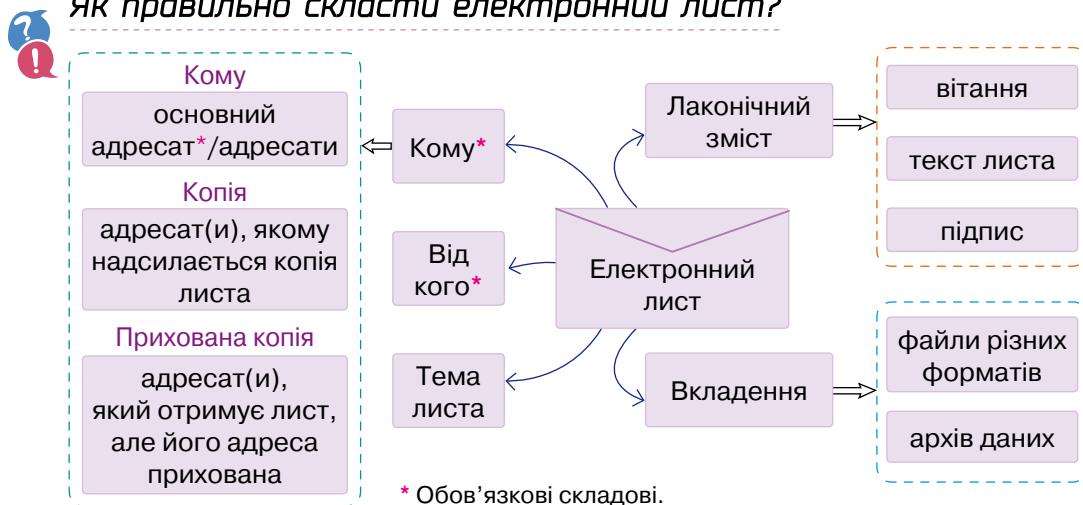 Як правильно скласти електронний лист?
?
!
Кому
основний
адресат*/адресати
Копія
адресат(и), якому
надсилається копія
листа
Прихована копія
адресат(и),
який отримує лист,
але його адреса
прихована
Кому*
Від
кого*
Тема
листа
Електронний
лист
Лаконічний
зміст
Вкладення
вітання
текст листа
підпис
файли різних
форматів
архів даних
* Обов’язкові складові.